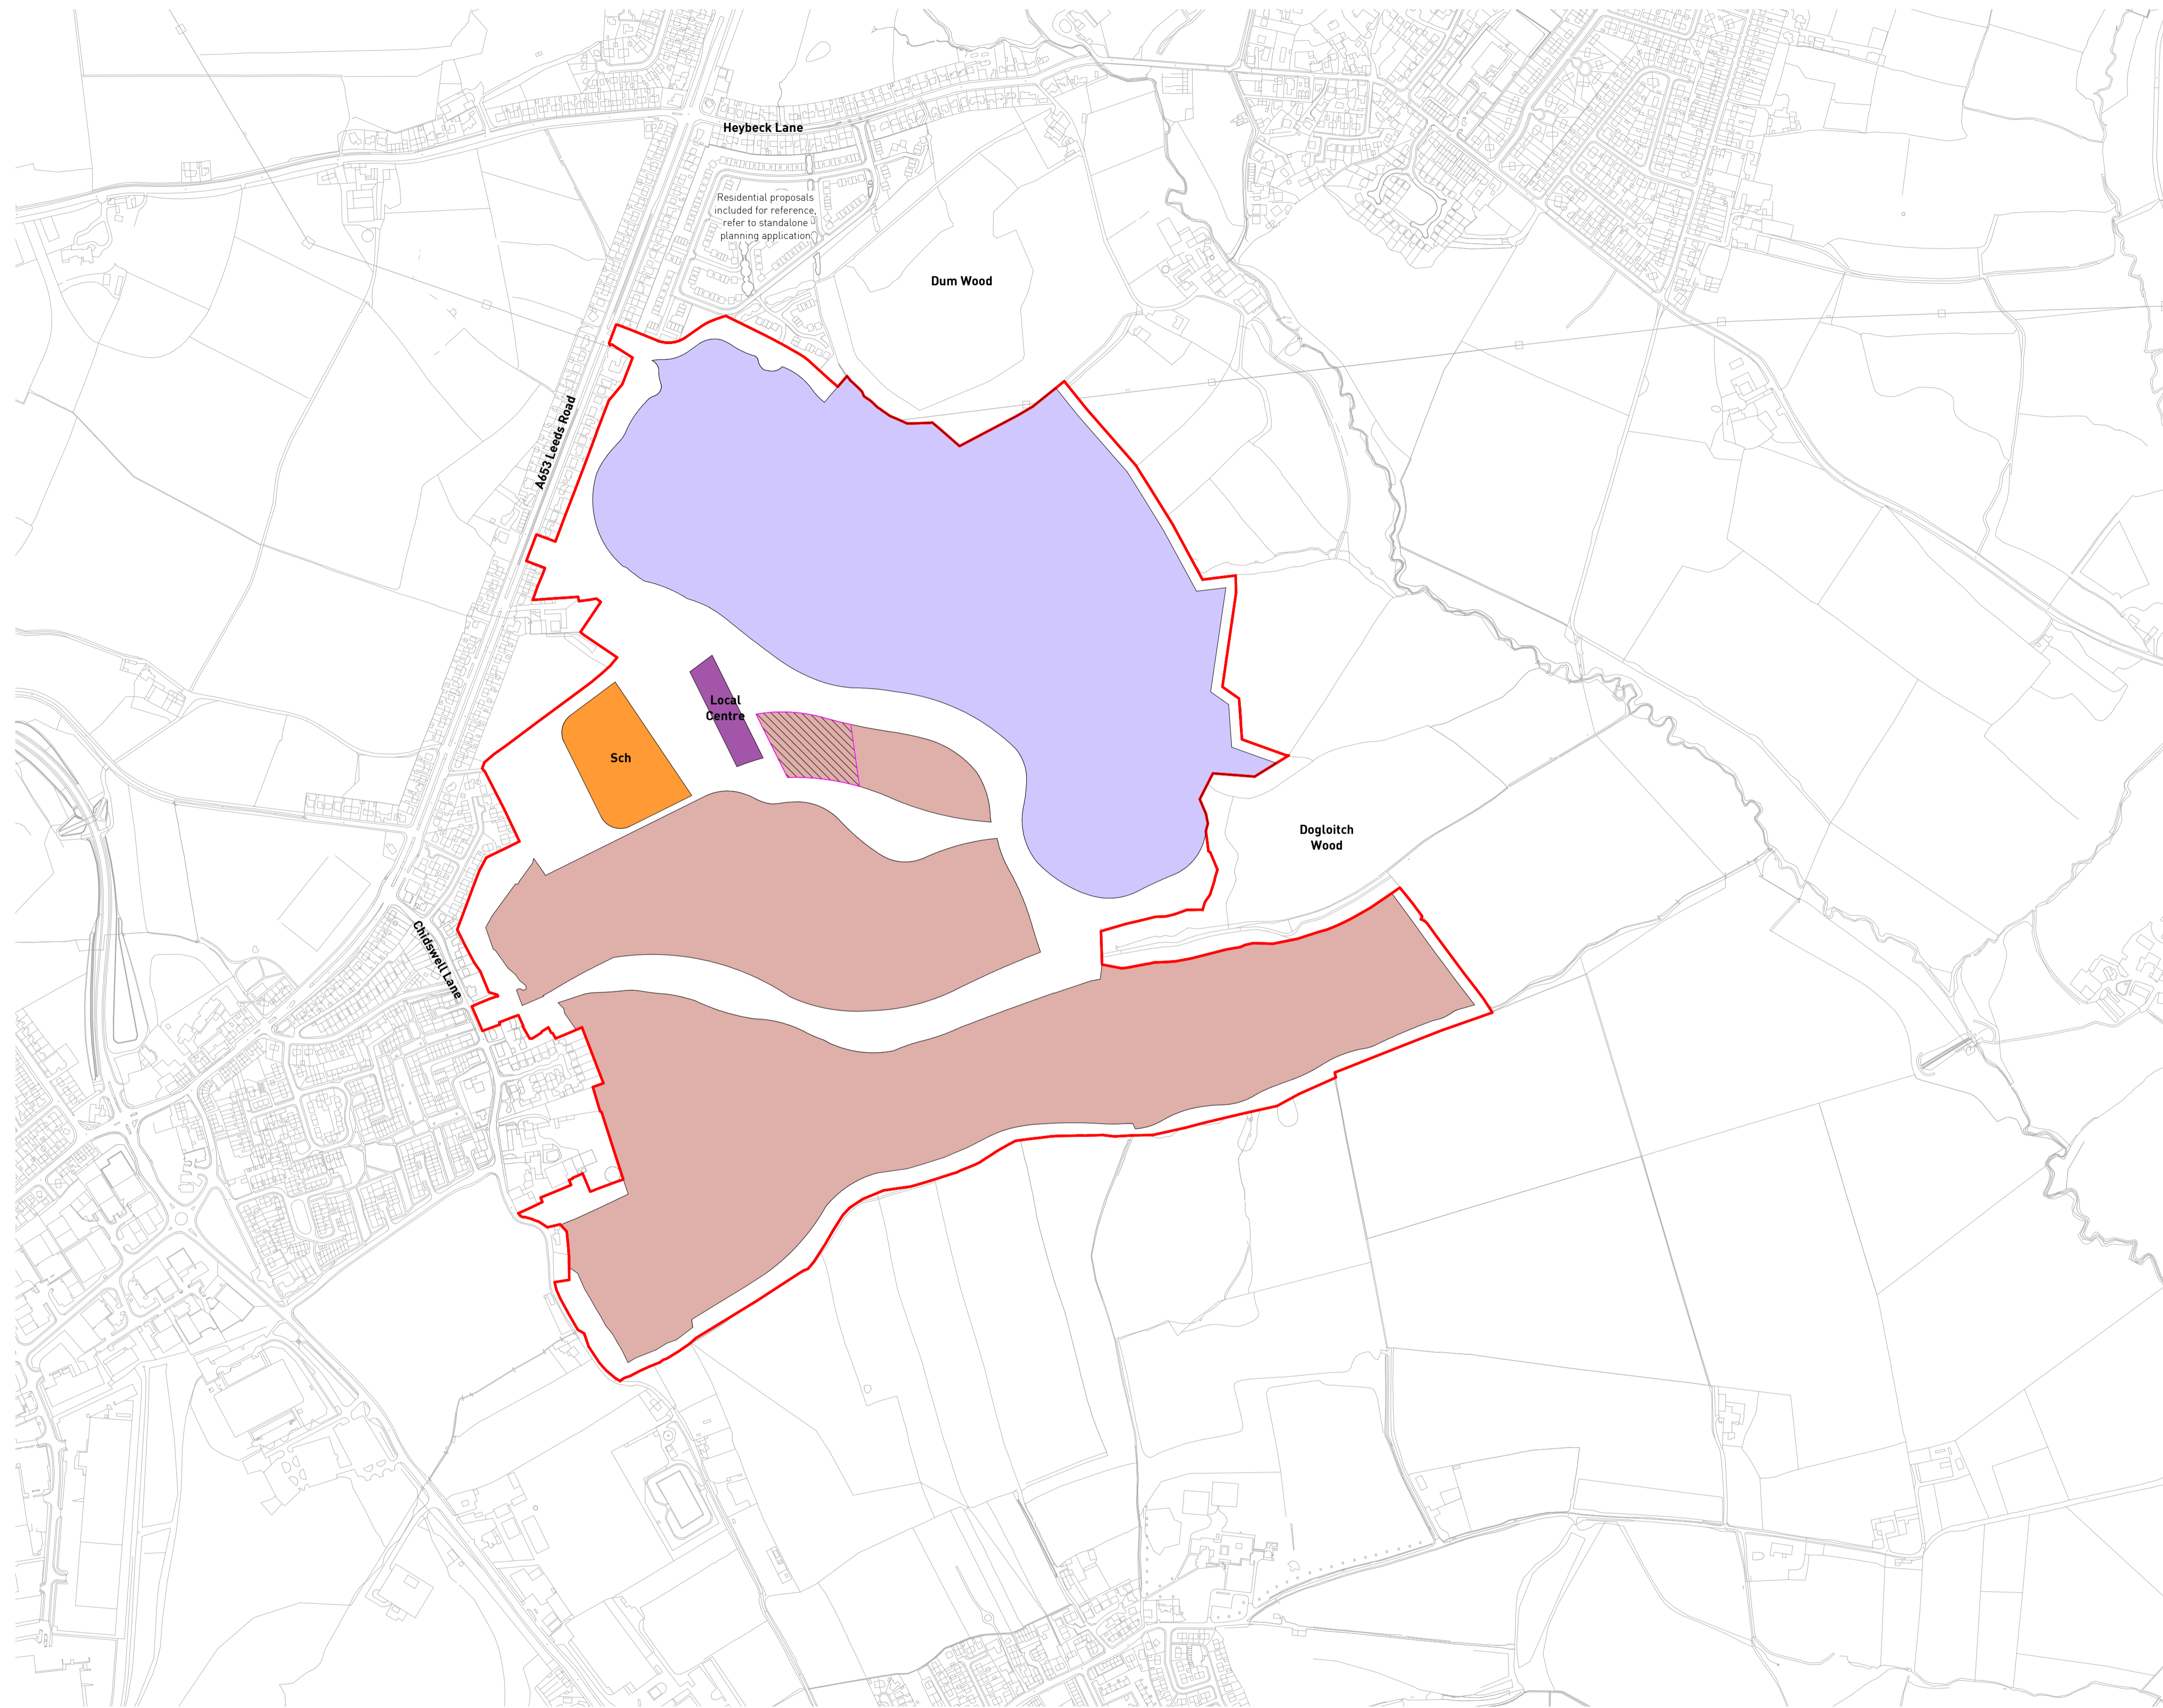 Heybeck Lane
Residential proposals
included for reference,
refer to standalone
planning application
Dum Wood
A653 Leeds Road
Local
Centre
Sch
Dogloitch
Wood
Chidswell Lane